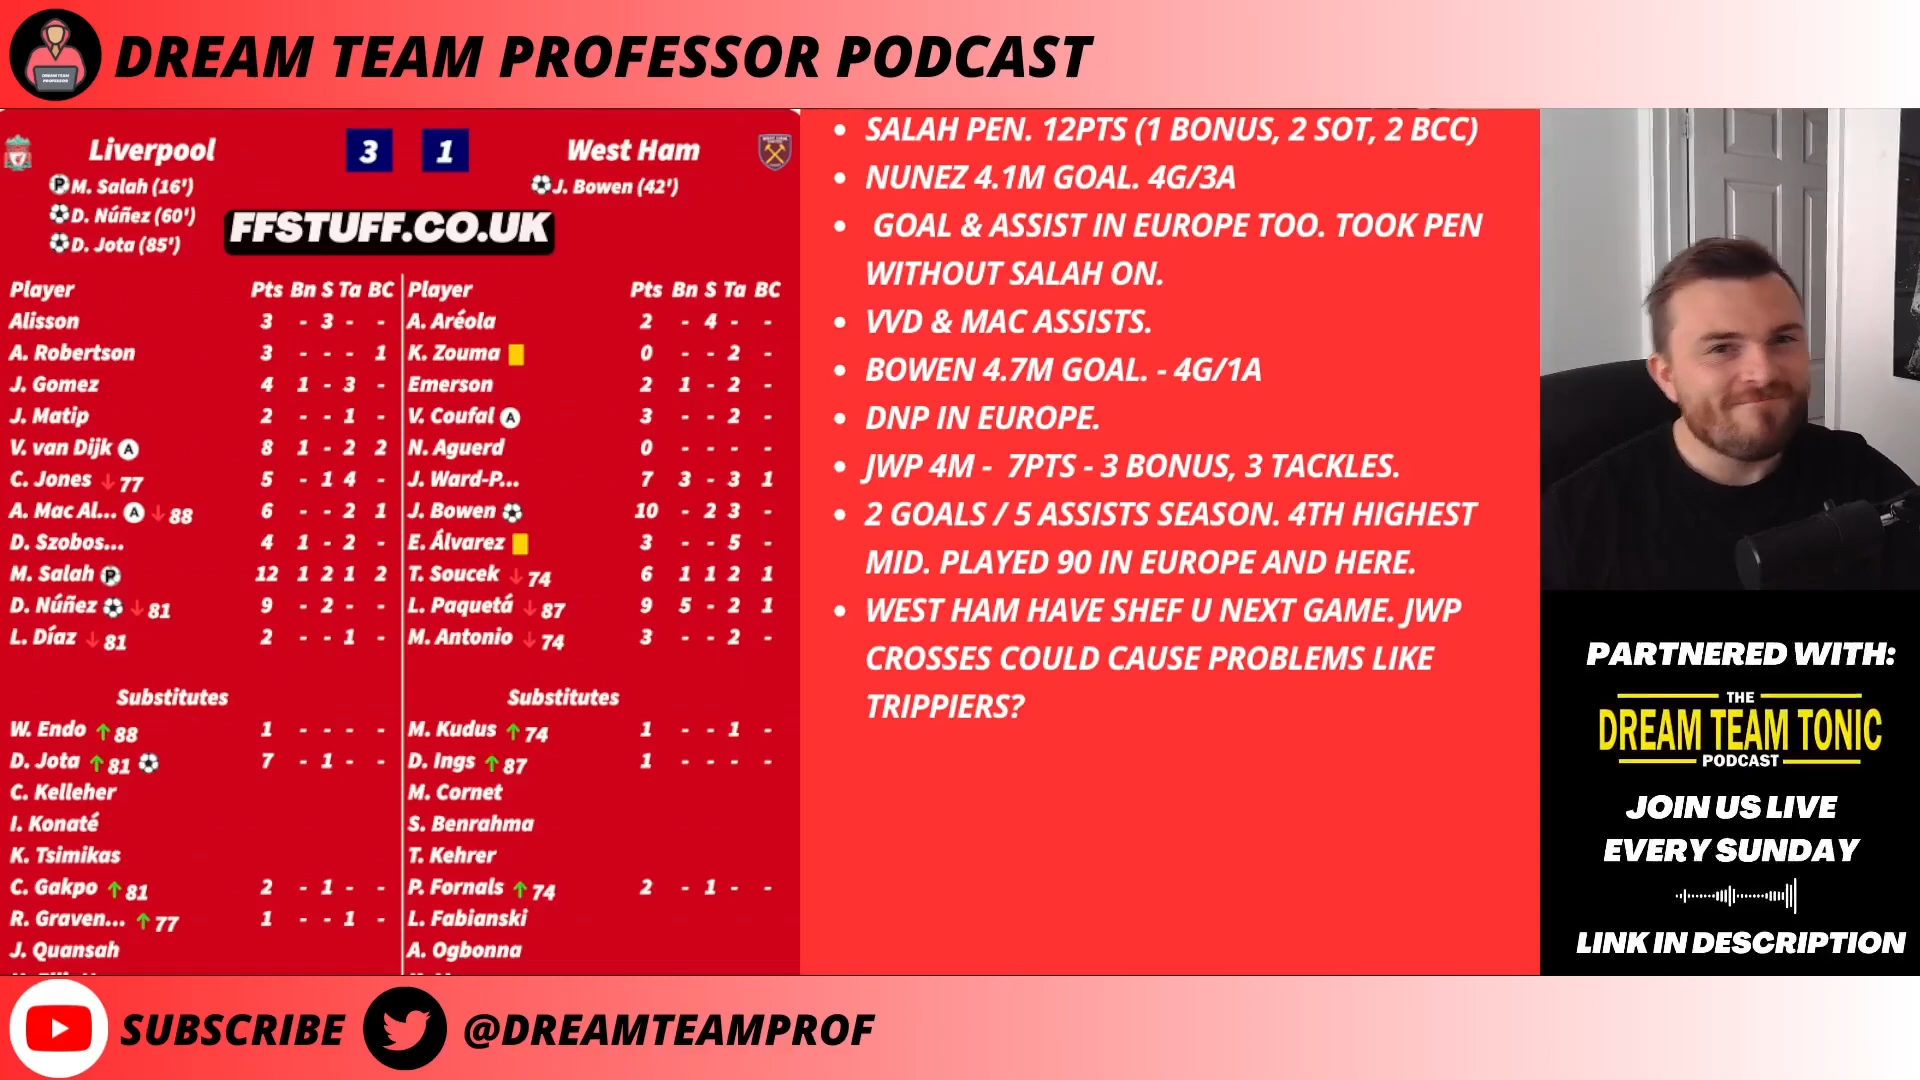 DREAM TEAM PROFESSOR PODCAST
DREAM TEAM
PROFESSOR
Liverpool 3 1 West Ham
P M. Salah (16')
D. Núñez (60')
D. Jota (85')
J. Bowen (42')
FFSTUFF.CO.UK
Player Pts Bn S Ta BC
Alisson 3 - 3 - -
A. Robertson 3 - - - 1
J. Gomez 4 1 - 3 -
J. Matip 2 - - 1 -
V. van Dijk A 8 1 - 2 2
C. Jones ↓ 77 5 - 1 4 -
A. Mac Al... A ↓ 88 6 - - 2 1
D. Szobos... 4 1 - 2 -
M. Salah P 12 1 2 1 2
D. Núñez ↓ 81 9 - 2 - -
L. Díaz ↓ 81 2 - - 1 -
Substitutes
W. Endo ↑ 88 1 - - - -
D. Jota ↑ 81 7 - 1 - -
C. Kelleher
I. Konaté
K. Tsimikas
C. Gakpo ↑ 81 2 - 1 - -
R. Graven... ↑ 77 1 - - 1 -
J. Quansah
Player Pts Bn S Ta BC
A. Aréola 2 - 4 - -
K. Zouma 0 - - 2 -
Emerson 2 1 - 2 -
V. Coufal A 3 - - 2 -
N. Aguerd 0 - - - -
J. Ward-P... 7 3 - 3 1
J. Bowen 10 - 2 3 -
E. Álvarez 3 - - 5 -
T. Soucek ↓ 74 6 1 1 2 1
L. Paquetá ↓ 87 9 5 - 2 1
M. Antonio ↓ 74 3 - - 2 -
Substitutes
M. Kudus ↑ 74 1 - - 1 -
D. Ings ↑ 87 1 - - - -
M. Cornet
S. Benrahma
T. Kehrer
P. Fornals ↑ 74 2 - 1 - -
L. Fabianski
A. Ogbonna
• SALAH PEN. 12PTS (1 BONUS, 2 SOT, 2 BCC)
• NUNEZ 4.1M GOAL. 4G/3A
• GOAL & ASSIST IN EUROPE TOO. TOOK PEN
WITHOUT SALAH ON.
• VVD & MAC ASSISTS.
• BOWEN 4.7M GOAL. - 4G/1A
• DNP IN EUROPE.
• JWP 4M - 7PTS - 3 BONUS, 3 TACKLES.
• 2 GOALS / 5 ASSISTS SEASON. 4TH HIGHEST
MID. PLAYED 90 IN EUROPE AND HERE.
• WEST HAM HAVE SHEF U NEXT GAME. JWP
CROSSES COULD CAUSE PROBLEMS LIKE
TRIPPIERS?
PARTNERED WITH:
THE
DREAM TEAM TONIC
PODCAST
JOIN US LIVE
EVERY SUNDAY
LINK IN DESCRIPTION
SUBSCRIBE
@DREAMTEAMPROF